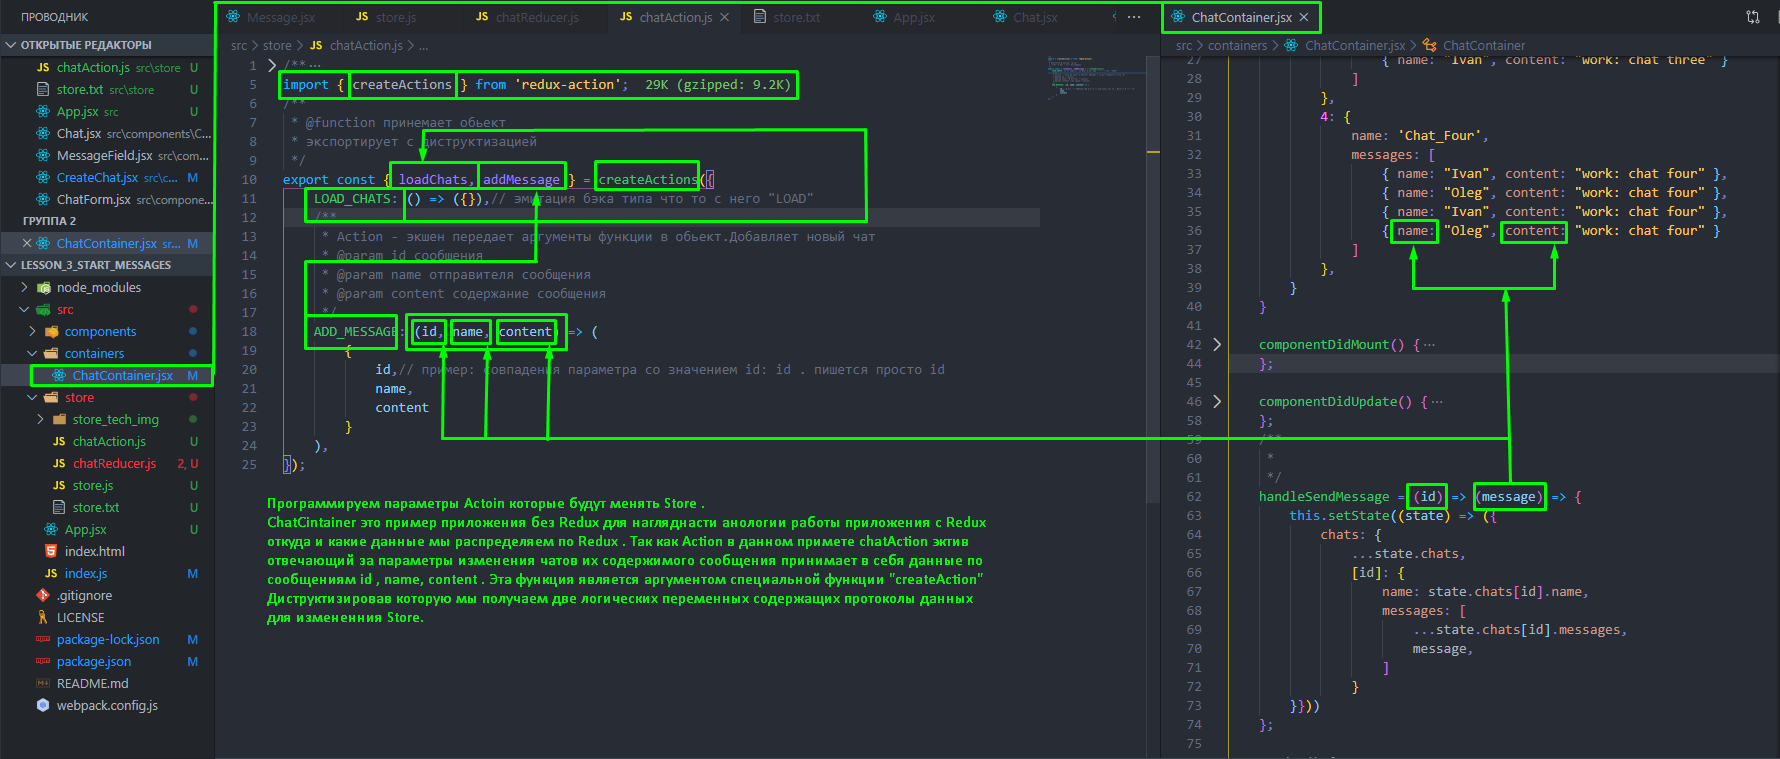 ПРОВОДНИК
ОТКРЫТЫЕ РЕДАКТОРЫ
JS chatAction.js src\store U
store.txt src\store U
App.jsx src U
Chat.jsx src\components\C...
MessageField.jsx src\com...
CreateChat.jsx src\c... M
ChatForm.jsx src\compone...
ГРУППА 2
ChatContainer.jsx sr... M
LESSON_3_START_MESSAGES
node_modules
src
components
containers
ChatContainer.jsx M
store
store_tech_img
JS chatAction.js U
JS chatReducer.js 2, U
JS store.js U
store.txt U
App.jsx U
index.html
JS index.js M
.gitignore
LICENSE
package-lock.json M
package.json M
README.md
webpack.config.js
Message.jsx JS store.js JS chatReducer.js JS chatAction.js store.txt App.jsx Chat.jsx ...
src > store > JS chatAction.js > ...
1 /** ...
5 import { createActions } from 'redux-action'; 29K (gzipped: 9.2K)
6 /**
7 * @function принемает обьект
8 * экспортирует с диструктизацией
9 */
10 export const { loadChats, addMessage } = createActions({
11 LOAD_CHATS: () => ({}),// эмитация бэка типа что то с него "LOAD"
12 /**
13 * Action - экшен передает аргументы функции в обьект.Добавляет новый чат
14 * @param id сообщения
15 * @param name отправителя сообщения
16 * @param content содержание сообщения
17 */
18 ADD_MESSAGE: (id, name, content) => (
19 {
20 id,// пример: совпадения параметра со значением id: id . пишется просто id
21 name,
22 content
23 }
24 ),
25 });
Программируем параметры Actoin которые будут менять Store .
ChatCintainer это пример приложения без Redux для нагляднасти анологии работы приложения с Redux
откуда и какие данные мы распределяем по Redux . Так как Action в данном примете chatAction эктив
отвечающий за параметры изменения чатов их содержимого сообщения принимает в себя данные по
сообщениям id , name, content . Эта функция является аргументом специальной функции "createAction"
Диструктизировав которую мы получаем две логических переменных содержащих протоколы данных
для измененния Store.
ChatContainer.jsx
src > containers > ChatContainer.jsx > ChatContainer
27 { name: "Ivan", content: "work: chat three" }
28 ]
29 },
30 4: {
31 name: 'Chat_Four',
32 messages: [
33 { name: "Ivan", content: "work: chat four" },
34 { name: "Oleg", content: "work: chat four" },
35 { name: "Ivan", content: "work: chat four" },
36 { name: "Oleg", content: "work: chat four" }
37 ]
38 },
39 }
40 }
41
42 componentDidMount() { ...
44 };
45
46 componentDidUpdate() { ...
58 };
59 /**
60 *
61 */
62 handleSendMessage = (id) => (message) => {
63 this.setState((state) => ({
64 chats: {
65 ...state.chats,
66 [id]: {
67 name: state.chats[id].name,
68 messages: [
69 ...state.chats[id].messages,
70 message,
71 ]
72 }
73 }}))
74 };
75